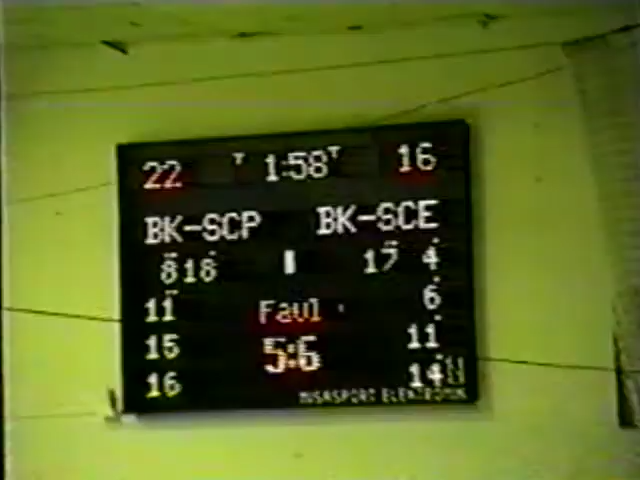 22 T 1:58 T 16
BK-SCP BK-SCE
8 18 17 4
11 Faul 6
15 5:6 11
16 14
ELEKTRONIK